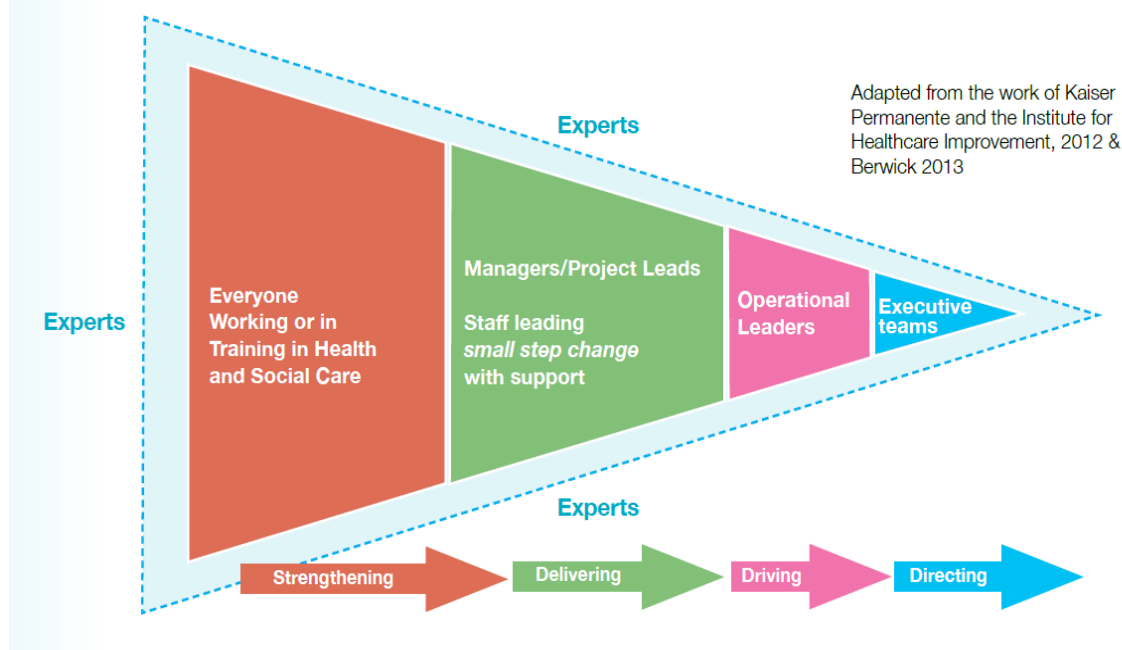 Adapted from the work of Kaiser
Permanente and the Institute for
Healthcare Improvement, 2012 &
Berwick 2013
Experts
Experts
Everyone
Working or in
Training in Health
and Social Care
Managers/Project Leads
Staff leading
small step change
with support
Operational
Leaders
Executive
teams
Experts
Strengthening
Delivering
Driving
Directing